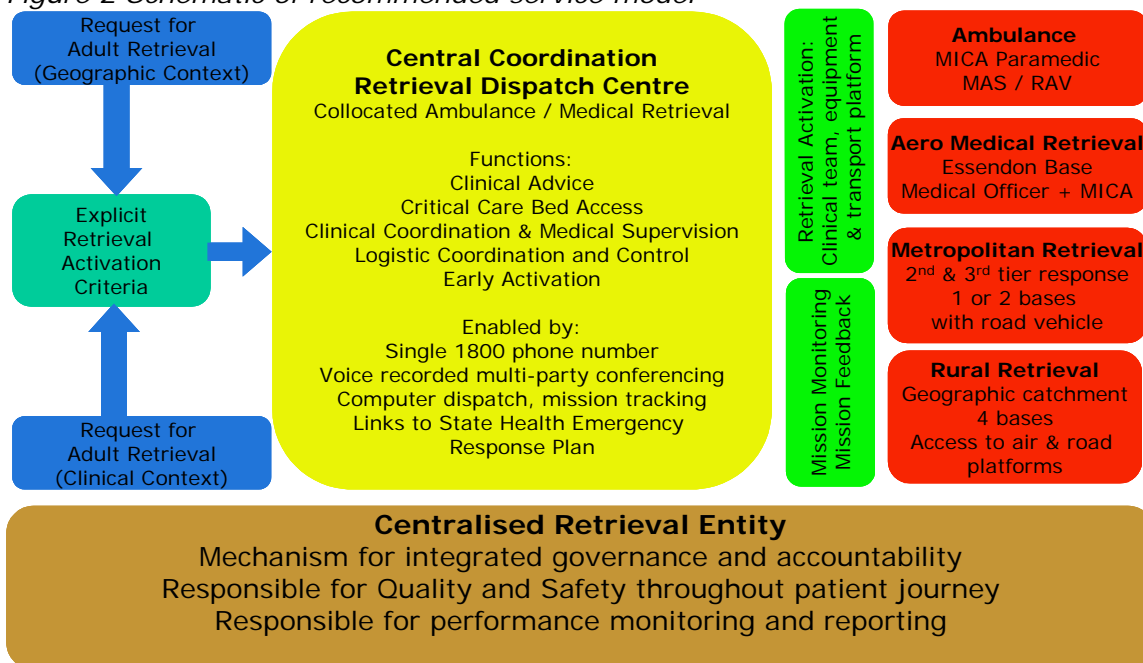 Figure 2 Schematic of recommended service model
Request for
Adult Retrieval
(Geographic Context)
Explicit
Retrieval
Activation
Criteria
Request for
Adult Retrieval
(Clinical Context)
Central Coordination
Retrieval Dispatch Centre
Collocated Ambulance / Medical Retrieval
Functions:
Clinical Advice
Critical Care Bed Access
Clinical Coordination & Medical Supervision
Logistic Coordination and Control
Early Activation
Enabled by:
Single 1800 phone number
Voice recorded multi-party conferencing
Computer dispatch, mission tracking
Links to State Health Emergency
Response Plan
Retrieval Activation:
Clinical team, equipment
& transport platform
Mission Monitoring
Mission Feedback
Ambulance
MICA Paramedic
MAS / RAV
Aero Medical Retrieval
Essendon Base
Medical Officer + MICA
Metropolitan Retrieval
2nd & 3rd tier response
1 or 2 bases
with road vehicle
Rural Retrieval
Geographic catchment
4 bases
Access to air & road
platforms
Centralised Retrieval Entity
Mechanism for integrated governance and accountability
Responsible for Quality and Safety throughout patient journey
Responsible for performance monitoring and reporting